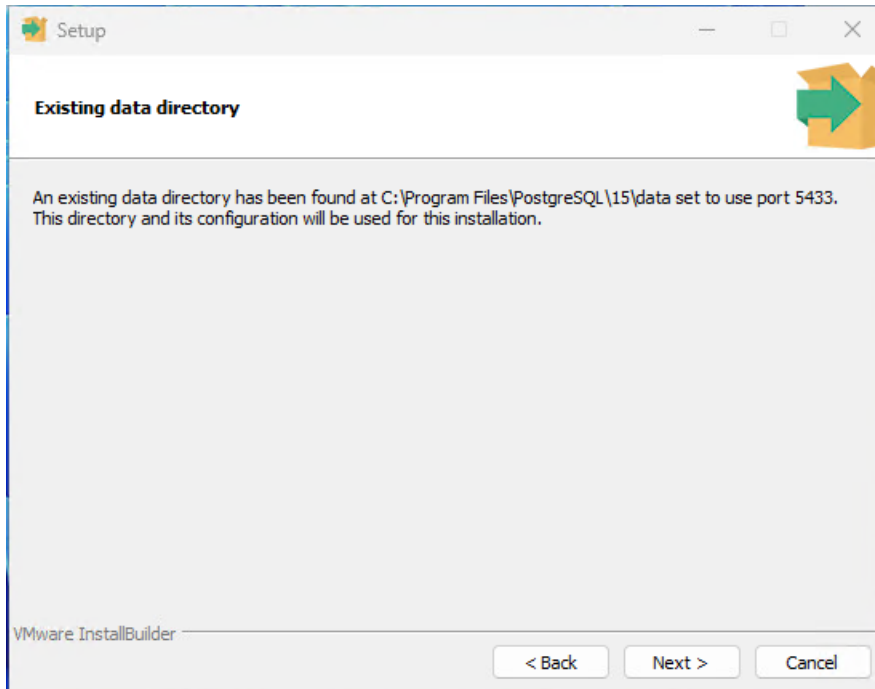 Setup
Existing data directory
An existing data directory has been found at C:\Program Files\PostgreSQL\15\data set to use port 5433.
This directory and its configuration will be used for this installation.
VMware InstallBuilder
< Back
Next >
Cancel